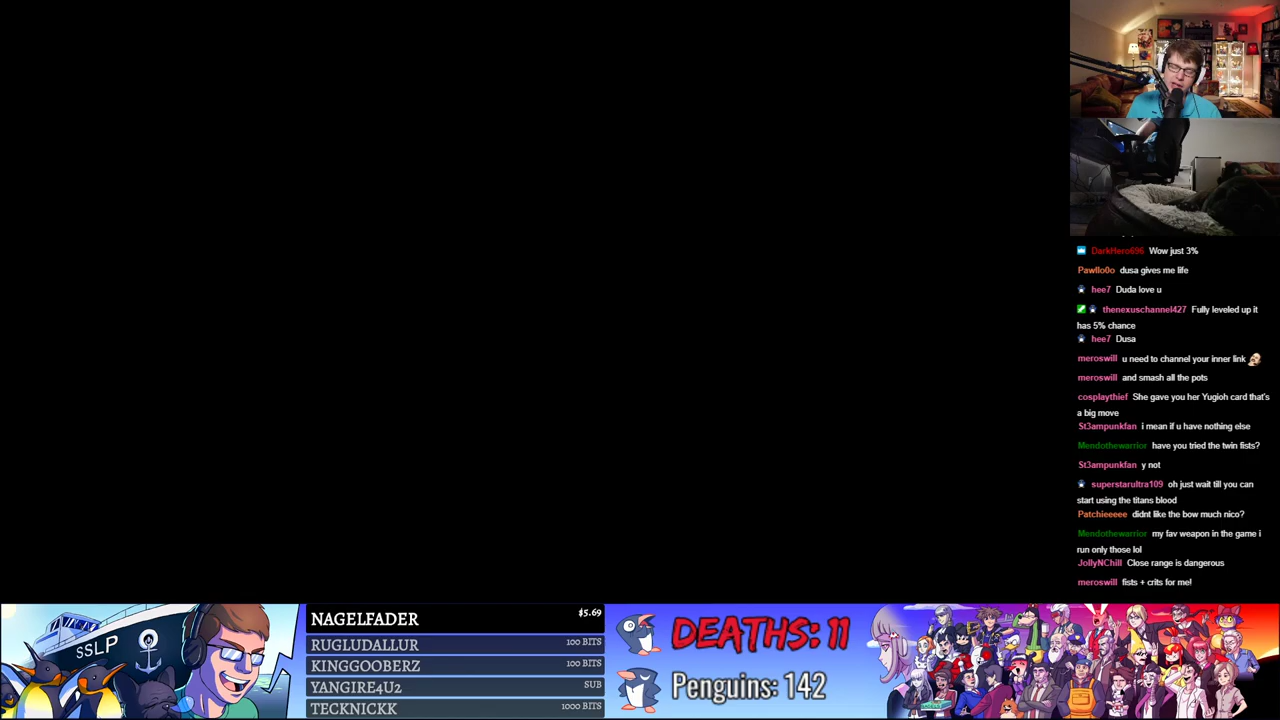 DarkHero696 Wow just 3%
Pawllo0o dusa gives me life
hee7 Duda love u
thenexuschannel427 Fully leveled up it
has 5% chance
hee7 Dusa
meroswill u need to channel your inner link
meroswill and smash all the pots
cosplaythief She gave you her Yugioh card that's
a big move
St3ampunkfan i mean if u have nothing else
Mendothewarrior have you tried the twin fists?
St3ampunkfan y not
superstarultra109 oh just wait till you can
start using the titans blood
Patchieeeee didnt like the bow much nico?
Mendothewarrior my fav weapon in the game i
run only those lol
JollyNChill Close range is dangerous
meroswill fists + crits for me!
SSLP
NAGELFADER $5.69
RUGLUDALLUR 100 BITS
KINGGOOBERZ 100 BITS
YANGIRE4U2 SUB
TECKNICKK 1000 BITS
DEATHS: 11
Penguins: 142